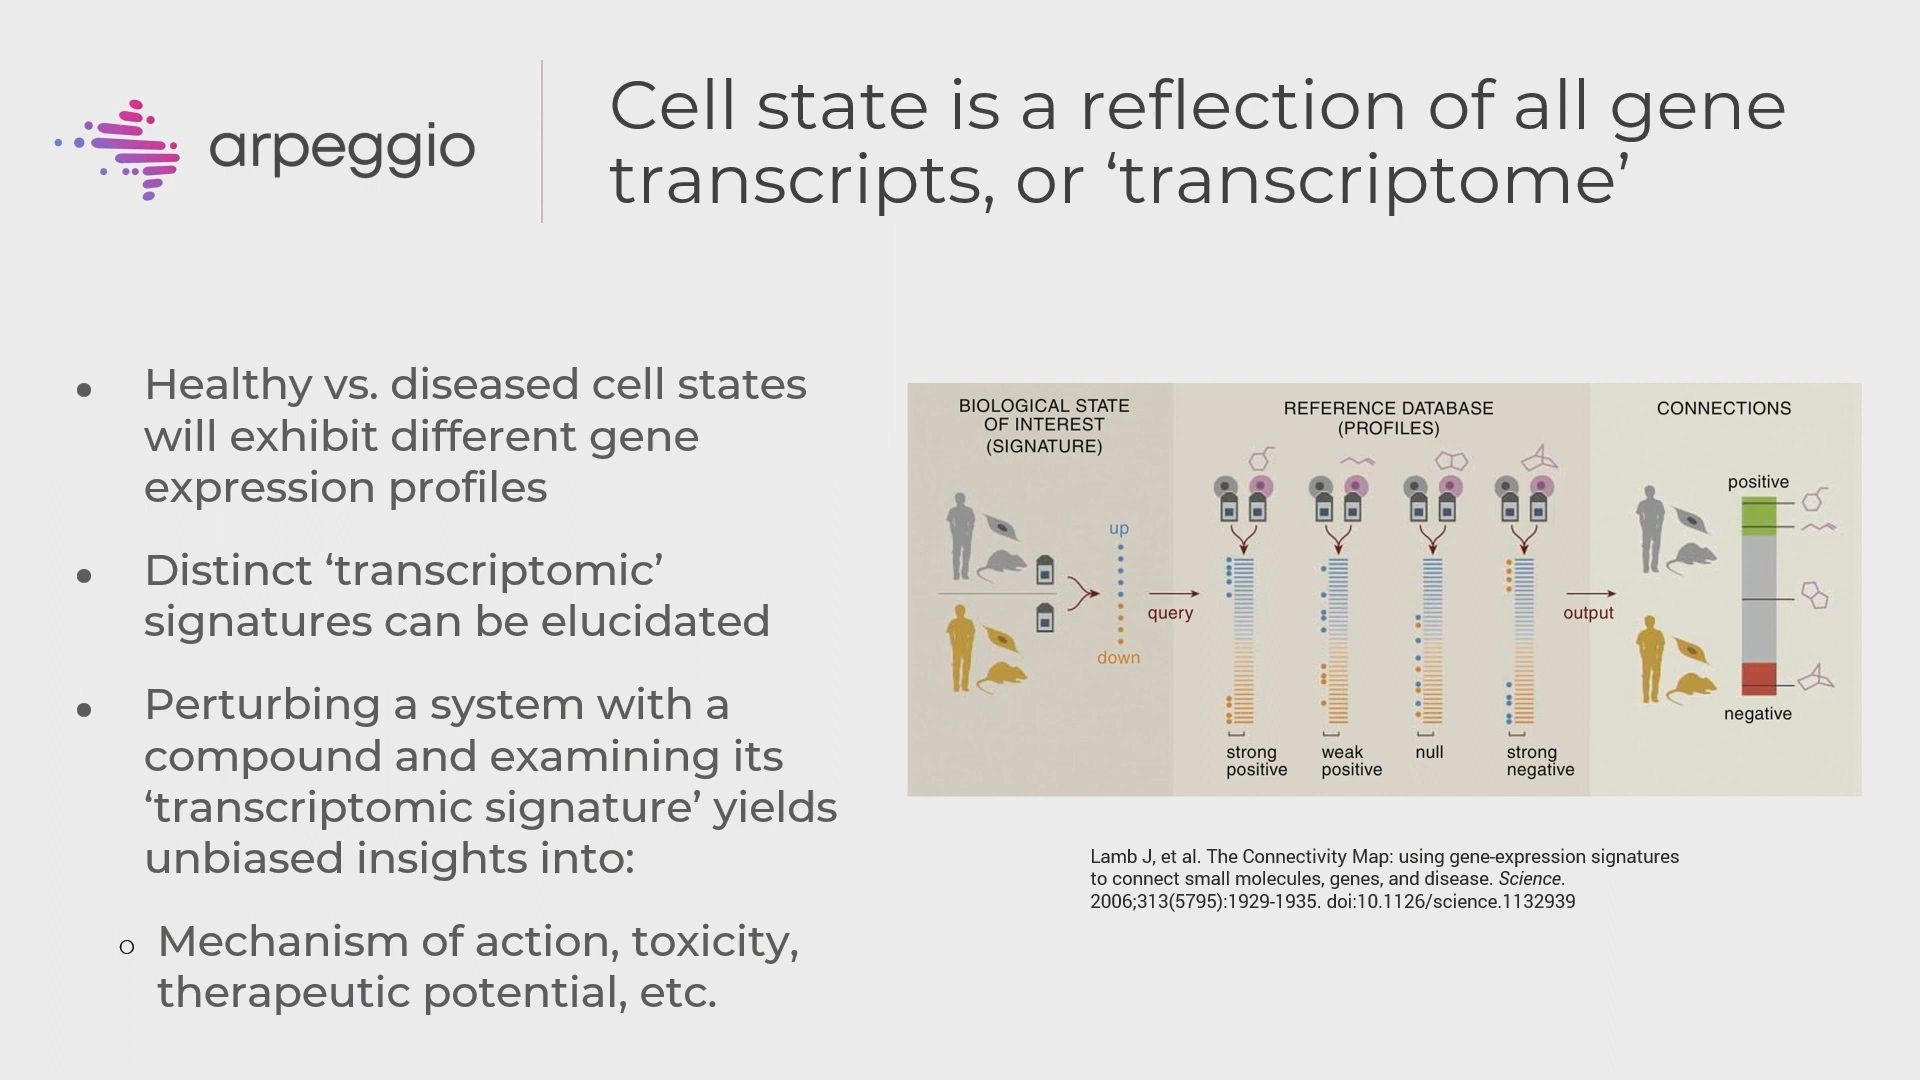 arpeggio
Cell state is a reflection of all gene
transcripts, or ‘transcriptome’
● Healthy vs. diseased cell states
will exhibit different gene
expression profiles
● Distinct ‘transcriptomic’
signatures can be elucidated
● Perturbing a system with a
compound and examining its
‘transcriptomic signature’ yields
unbiased insights into:
○ Mechanism of action, toxicity,
therapeutic potential, etc.
BIOLOGICAL STATE
OF INTEREST
(SIGNATURE)
up
down
query
REFERENCE DATABASE
(PROFILES)
strong
positive
weak
positive
null
strong
negative
output
CONNECTIONS
positive
negative
Lamb J, et al. The Connectivity Map: using gene-expression signatures
to connect small molecules, genes, and disease. Science.
2006;313(5795):1929-1935. doi:10.1126/science.1132939